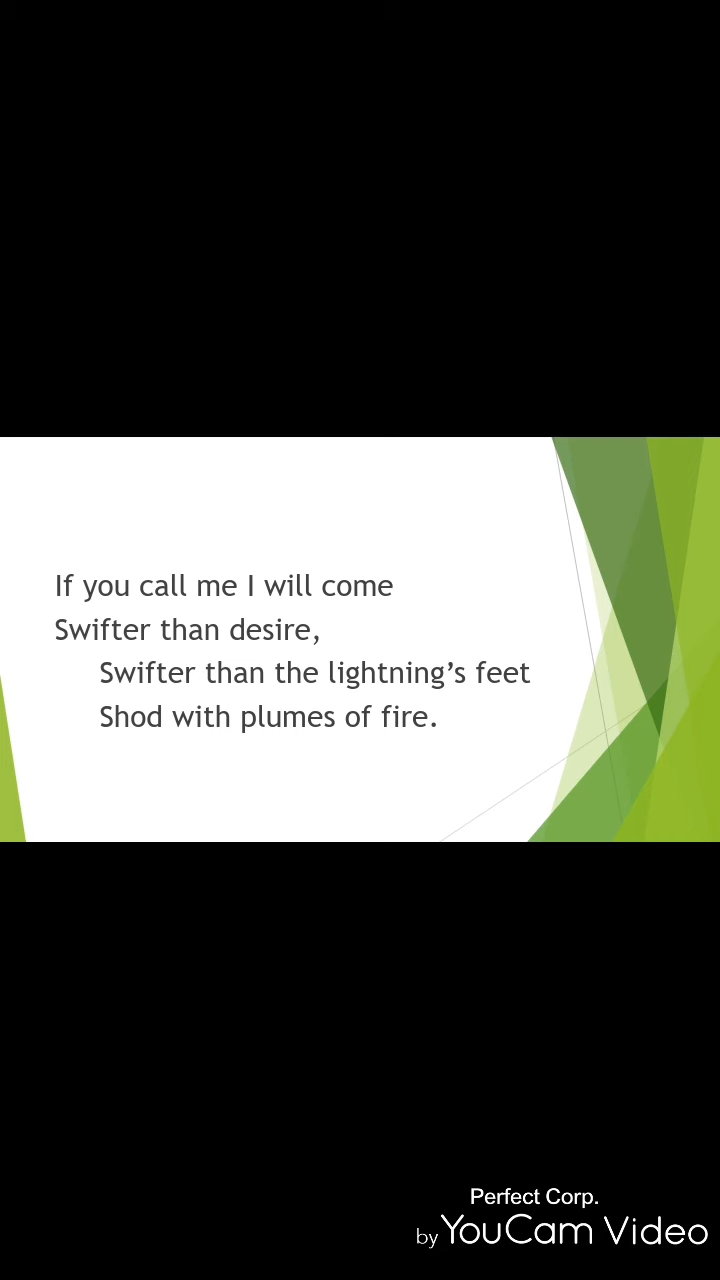 If you call me I will come
Swifter than desire,
Swifter than the lightning’s feet
Shod with plumes of fire.
Perfect Corp.
by YouCam Video